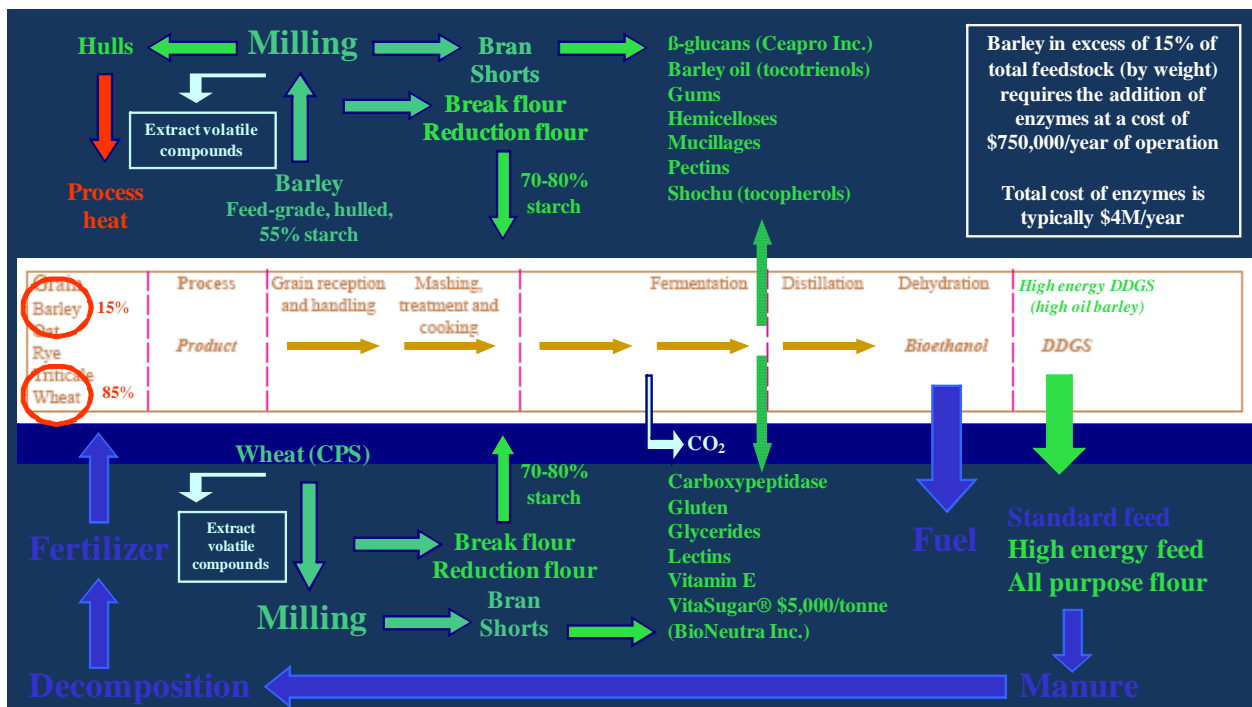 Hulls
Milling
Bran
Shorts
Break flour
Reduction flour
Extract volatile
compounds
Process
heat
Barley
Feed-grade, hulled,
55% starch
70-80%
starch
ß-glucans (Ceapro Inc.)
Barley oil (tocotrienols)
Gums
Hemicelloses
Mucillages
Pectins
Shochu (tocopherols)
Barley in excess of 15% of
total feedstock (by weight)
requires the addition of
enzymes at a cost of
$750,000/year of operation
Total cost of enzymes is
typically $4M/year
Grain
Barley
15%
Oat
Rye
Triticale
Wheat
85%
Process
Product
Grain reception
and handling
Mashing,
treatment and
cooking
Fermentation
Distillation
Dehydration
Bioethanol
High energy DDGS
(high oil barley)
DDGS
CO₂
Wheat (CPS)
Extract
volatile
compounds
70-80%
starch
Break flour
Reduction flour
Milling
Bran
Shorts
Carboxypeptidase
Gluten
Glycerides
Lectins
Vitamin E
VitaSugar® $5,000/tonne
(BioNeutra Inc.)
Fertilizer
Fuel
Standard feed
High energy feed
All purpose flour
Decomposition
Manure